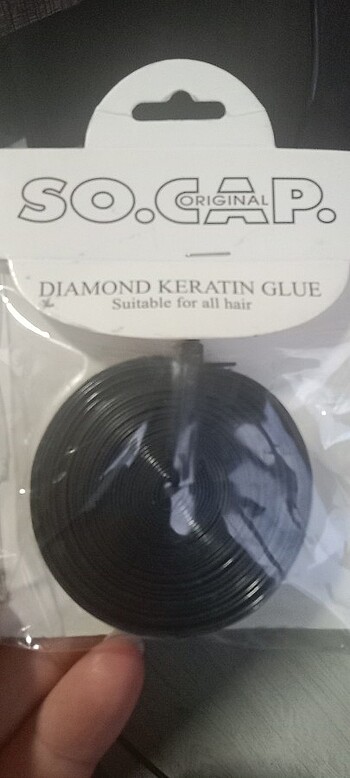 SO.CAP.
ORIGINAL
DIAMOND KERATIN GLUE
Suitable for all hair